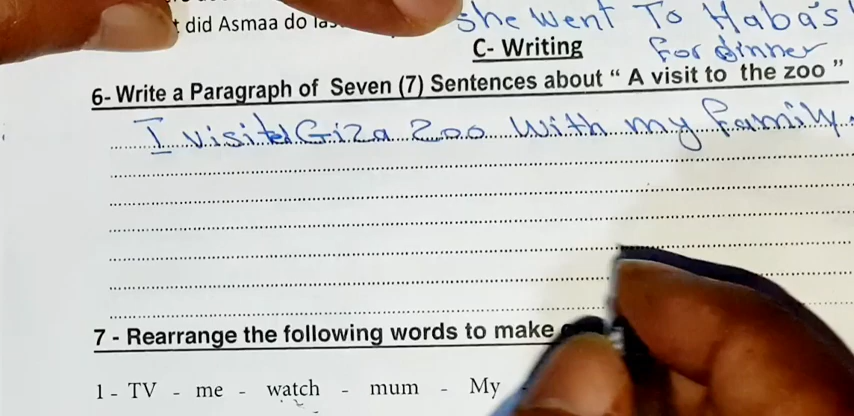 did Asmaa do
She Went To Haba's
C- Writing
For dinner
6- Write a Paragraph of Seven (7) Sentences about “ A visit to the zoo ”
I visited Giza Zoo With my Family.
7 - Rearrange the following words to make
1 - TV - me - watch - mum - My